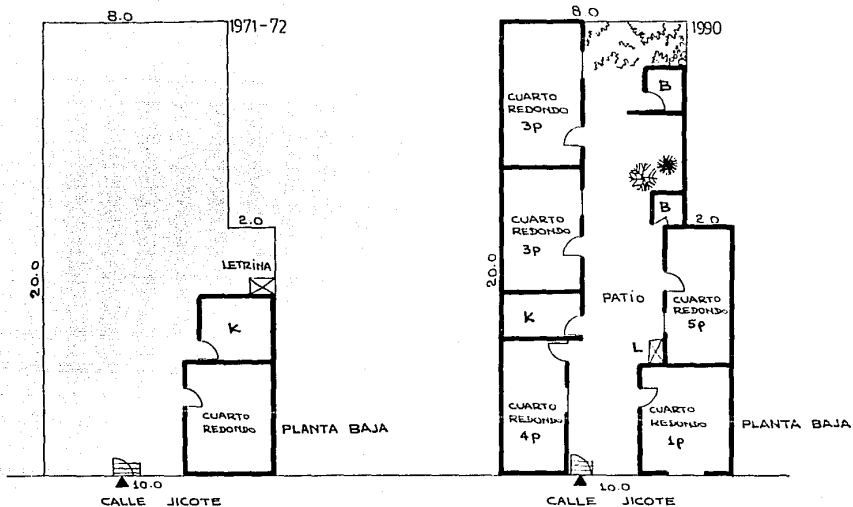 8.0
1971-72
2.0
LETRINA
20.0
K
CUARTO
REDONDO
PLANTA BAJA
10.0
CALLE JICOTE
8.0
1990
B
CUARTO
REDONDO
3p
B
2.0
CUARTO
REDONDO
3p
20.0
PATIO
CUARTO
REDONDO
5p
K
L
CUARTO
REDONDO
4p
CUARTO
REDONDO
1p
PLANTA BAJA
10.0
CALLE JICOTE